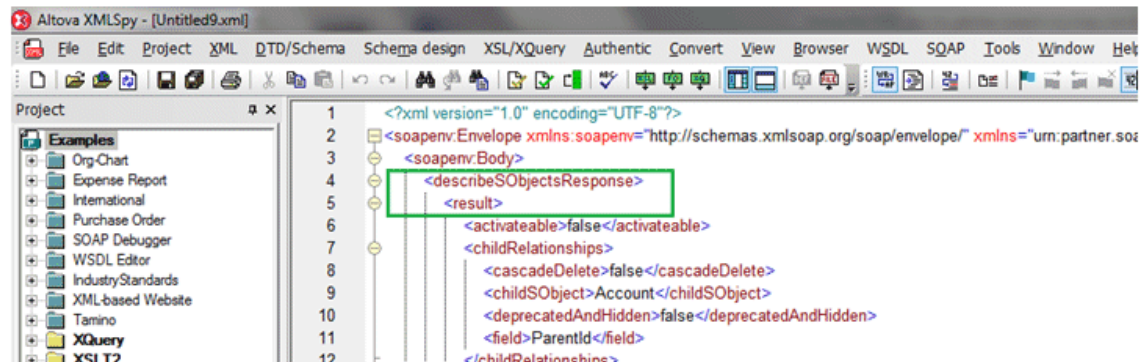 Altova XMLSpy - [Untitled9.xml]
File Edit Project XML DTD/Schema Schema design XSL/XQuery Authentic Convert View Browser WSDL SOAP Tools Window Help
Project
Examples
Org-Chart
Expense Report
International
Purchase Order
SOAP Debugger
WSDL Editor
IndustryStandards
XML-based Website
Tamino
XQuery
XSLT2
1 <?xml version="1.0" encoding="UTF-8"?>
2 <soapenv:Envelope xmlns:soapenv="http://schemas.xmlsoap.org/soap/envelope/" xmlns="urn:partner.soa
3 <soapenv:Body>
4 <describeSObjectsResponse>
5 <result>
6 <activateable>false</activateable>
7 <childRelationships>
8 <cascadeDelete>false</cascadeDelete>
9 <childSObject>Account</childSObject>
10 <deprecatedAndHidden>false</deprecatedAndHidden>
11 <field>ParentId</field>
12 </childRelationships>